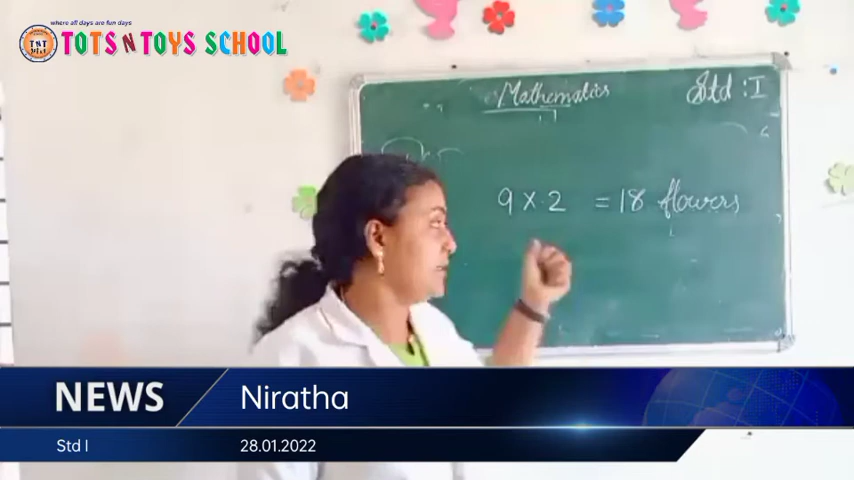 where all days are fun days
TOTS N TOYS SCHOOL
TNT
Mathematics
Std : I
9 x 2 = 18 flowers
NEWS
Niratha
Std I
28.01.2022